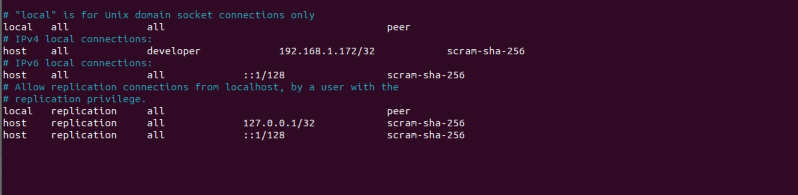 # "local" is for Unix domain socket connections only
local   all             all                                     peer
# IPv4 local connections:
host    all             developer             192.168.1.172/32            scram-sha-256
# IPv6 local connections:
host    all             all             ::1/128                 scram-sha-256
# Allow replication connections from localhost, by a user with the
# replication privilege.
local   replication     all                                     peer
host    replication     all             127.0.0.1/32            scram-sha-256
host    replication     all             ::1/128                 scram-sha-256